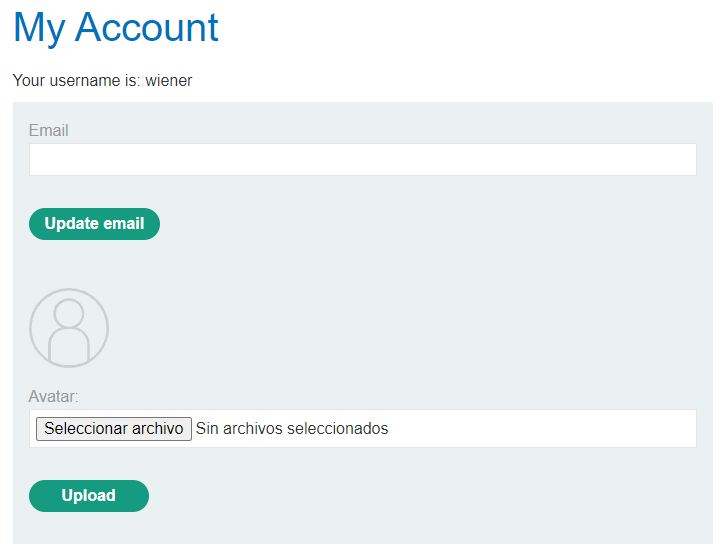 My Account
Your username is: wiener
Email
Update email
Avatar:
Seleccionar archivo Sin archivos seleccionados
Upload